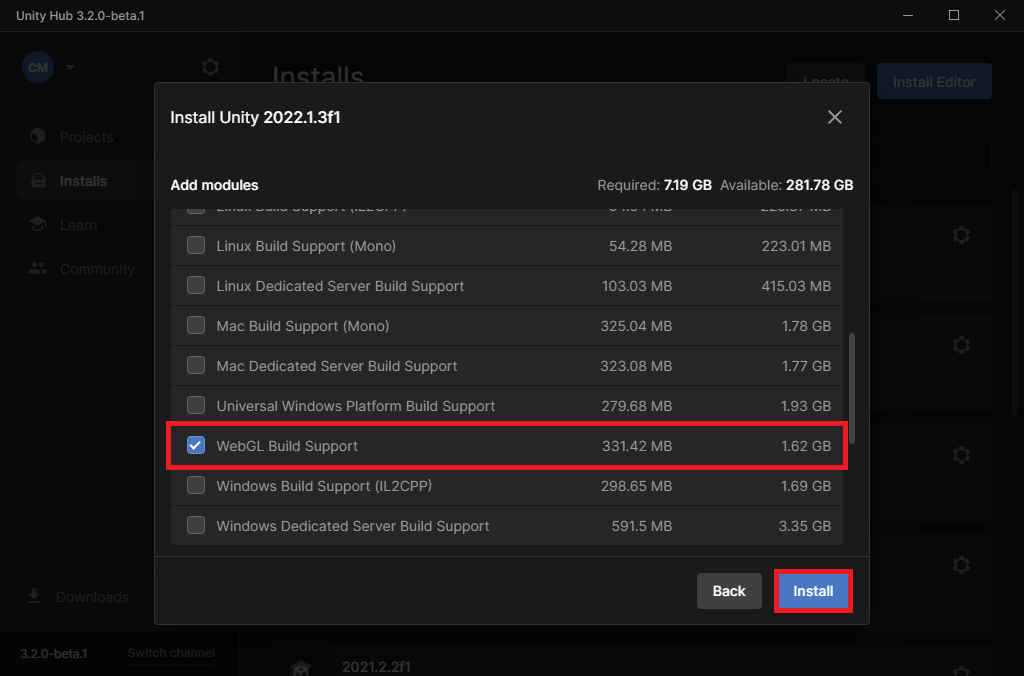 Unity Hub 3.2.0-beta.1
CM
Installs
Locate
Install Editor
Install Unity 2022.1.3f1
Projects
Installs
Learn
Community
Add modules
Required: 7.19 GB Available: 281.78 GB
Linux Build Support (IL2CPP)
Linux Build Support (Mono) 54.28 MB 223.01 MB
Linux Dedicated Server Build Support 103.03 MB 415.03 MB
Mac Build Support (Mono) 325.04 MB 1.78 GB
Mac Dedicated Server Build Support 323.08 MB 1.77 GB
Universal Windows Platform Build Support 279.68 MB 1.93 GB
WebGL Build Support 331.42 MB 1.62 GB
Windows Build Support (IL2CPP) 298.65 MB 1.69 GB
Windows Dedicated Server Build Support 591.5 MB 3.35 GB
Back
Install
Downloads
3.2.0-beta.1
Switch channel
2021.2.2f1